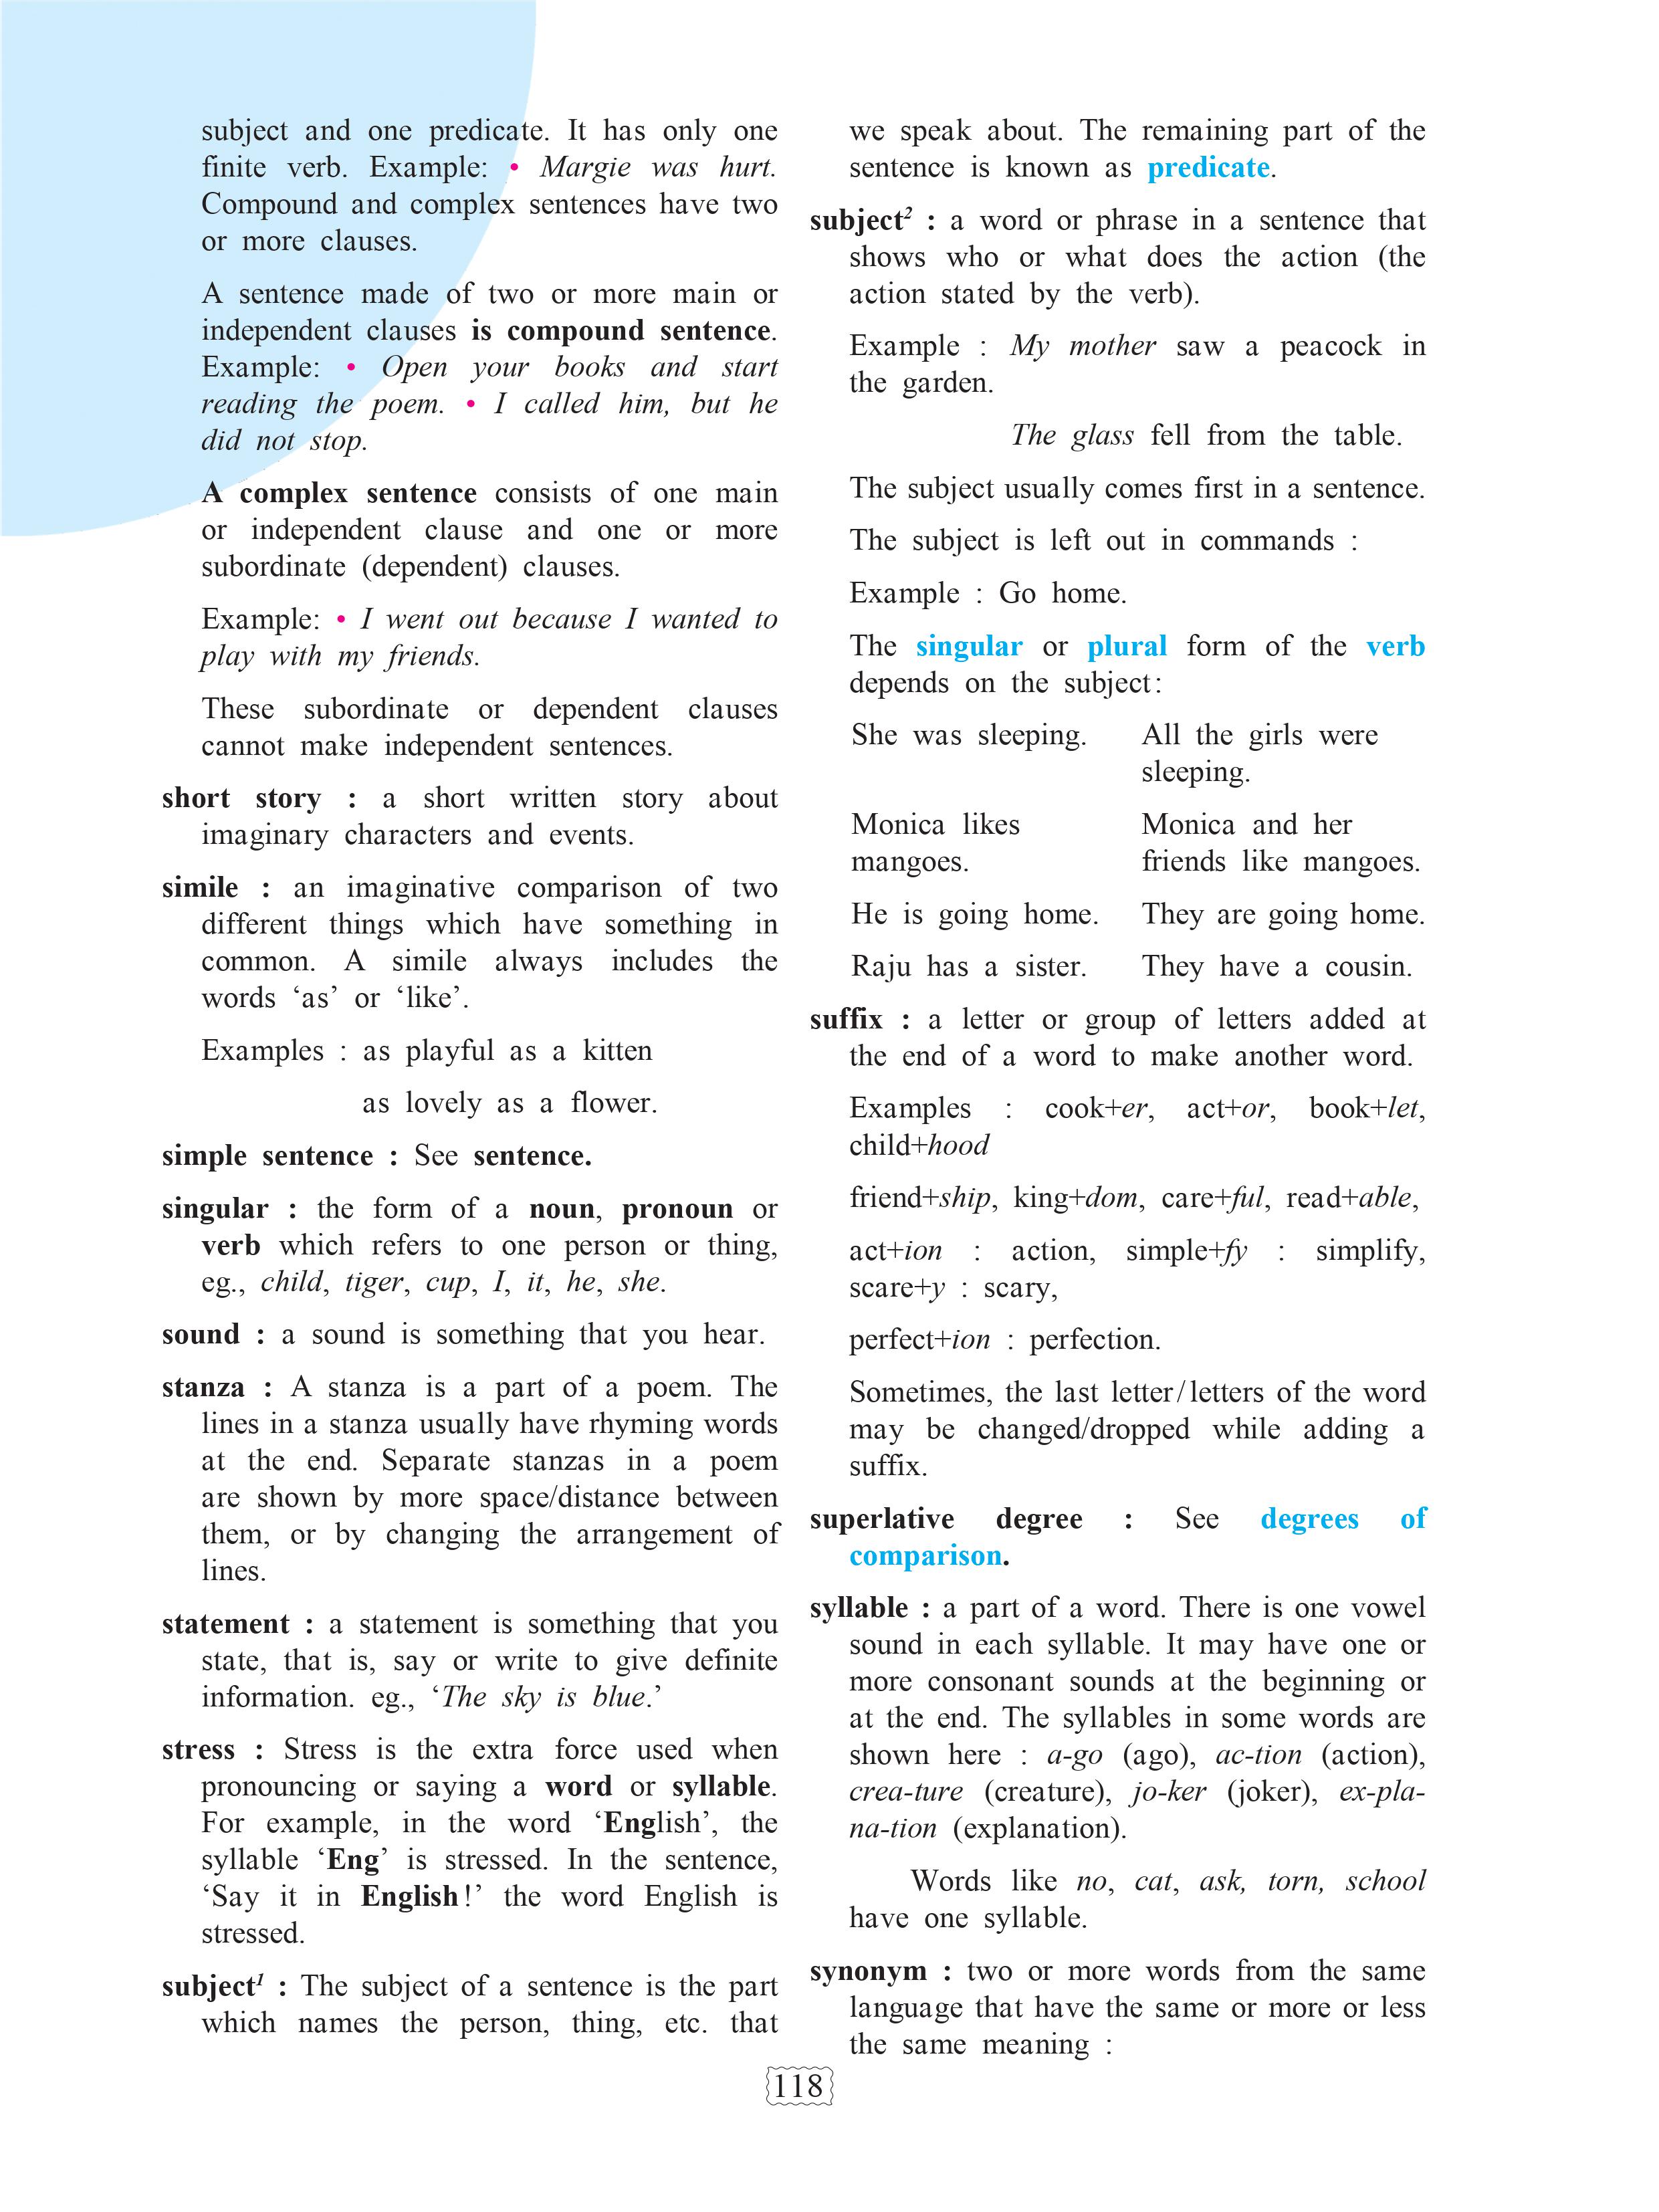 subject and one predicate. It has only one
finite verb. Example: • Margie was hurt.
Compound and complex sentences have two
or more clauses.
A sentence made of two or more main or
independent clauses is compound sentence.
Example: • Open your books and start
reading the poem. • I called him, but he
did not stop.
A complex sentence consists of one main
or independent clause and one or more
subordinate (dependent) clauses.
Example: • I went out because I wanted to
play with my friends.
These subordinate or dependent clauses
cannot make independent sentences.
short story : a short written story about
imaginary characters and events.
simile : an imaginative comparison of two
different things which have something in
common. A simile always includes the
words ‘as’ or ‘like’.
Examples : as playful as a kitten
as lovely as a flower.
simple sentence : See sentence.
singular : the form of a noun, pronoun or
verb which refers to one person or thing,
eg., child, tiger, cup, I, it, he, she.
sound : a sound is something that you hear.
stanza : A stanza is a part of a poem. The
lines in a stanza usually have rhyming words
at the end. Separate stanzas in a poem
are shown by more space/distance between
them, or by changing the arrangement of
lines.
statement : a statement is something that you
state, that is, say or write to give definite
information. eg., ‘The sky is blue.’
stress : Stress is the extra force used when
pronouncing or saying a word or syllable.
For example, in the word ‘English’, the
syllable ‘Eng’ is stressed. In the sentence,
‘Say it in English!’ the word English is
stressed.
subject1 : The subject of a sentence is the part
which names the person, thing, etc. that
we speak about. The remaining part of the
sentence is known as predicate.
subject2 : a word or phrase in a sentence that
shows who or what does the action (the
action stated by the verb).
Example : My mother saw a peacock in
the garden.
The glass fell from the table.
The subject usually comes first in a sentence.
The subject is left out in commands :
Example : Go home.
The singular or plural form of the verb
depends on the subject:
She was sleeping. All the girls were
sleeping.
Monica likes Monica and her
mangoes. friends like mangoes.
He is going home. They are going home.
Raju has a sister. They have a cousin.
suffix : a letter or group of letters added at
the end of a word to make another word.
Examples : cook+er, act+or, book+let,
child+hood
friend+ship, king+dom, care+ful, read+able,
act+ion : action, simple+fy : simplify,
scare+y : scary,
perfect+ion : perfection.
Sometimes, the last letter/letters of the word
may be changed/dropped while adding a
suffix.
superlative degree : See degrees of
comparison.
syllable : a part of a word. There is one vowel
sound in each syllable. It may have one or
more consonant sounds at the beginning or
at the end. The syllables in some words are
shown here : a-go (ago), ac-tion (action),
crea-ture (creature), jo-ker (joker), ex-pla-
na-tion (explanation).
Words like no, cat, ask, torn, school
have one syllable.
synonym : two or more words from the same
language that have the same or more or less
the same meaning :
118